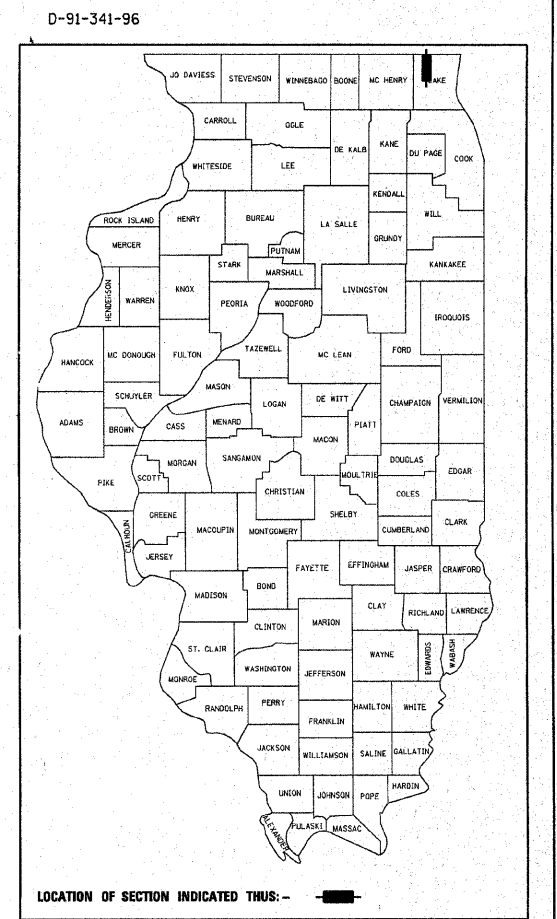 D-91-341-96
JO DAVIESS STEVENSON WINNEBAGO BOONE MC HENRY
CARROLL OGLE DE KALB KANE DU PAGE COOK
WHITESIDE LEE
KENDALL WILL
ROCK ISLAND HENRY BUREAU LA SALLE GRUNDY
MERCER PUTNAM KANKAKEE
STARK MARSHALL
HENDERSON WARREN KNOX PEORIA WOODFORD LIVINGSTON IROQUOIS
HANCOCK MC DONOUGH FULTON TAZEWELL MC LEAN FORD
MASON
SCHUYLER LOGAN DE WITT CHAMPAIGN VERMILION
ADAMS BROWN CASS MENARD MACON PIATT
SANGAMON DOUGLAS EDGAR
PIKE SCOTT MORGAN CHRISTIAN MOULTRIE COLES
GREENE SHELBY CLARK
CALHOUN MACOUPIN MONTGOMERY CUMBERLAND
JERSEY FAYETTE EFFINGHAM JASPER CRAWFORD
MADISON BOND CLAY
CLINTON MARION RICHLAND LAWRENCE
ST. CLAIR WAYNE EDWARDS WABASH
MONROE WASHINGTON JEFFERSON
RANDOLPH PERRY HAMILTON WHITE
FRANKLIN
JACKSON WILLIAMSON SALINE GALLATIN
UNION JOHNSON POPE HARDIN
ALEXANDER PULASKI MASSAC
LOCATION OF SECTION INDICATED THUS: -